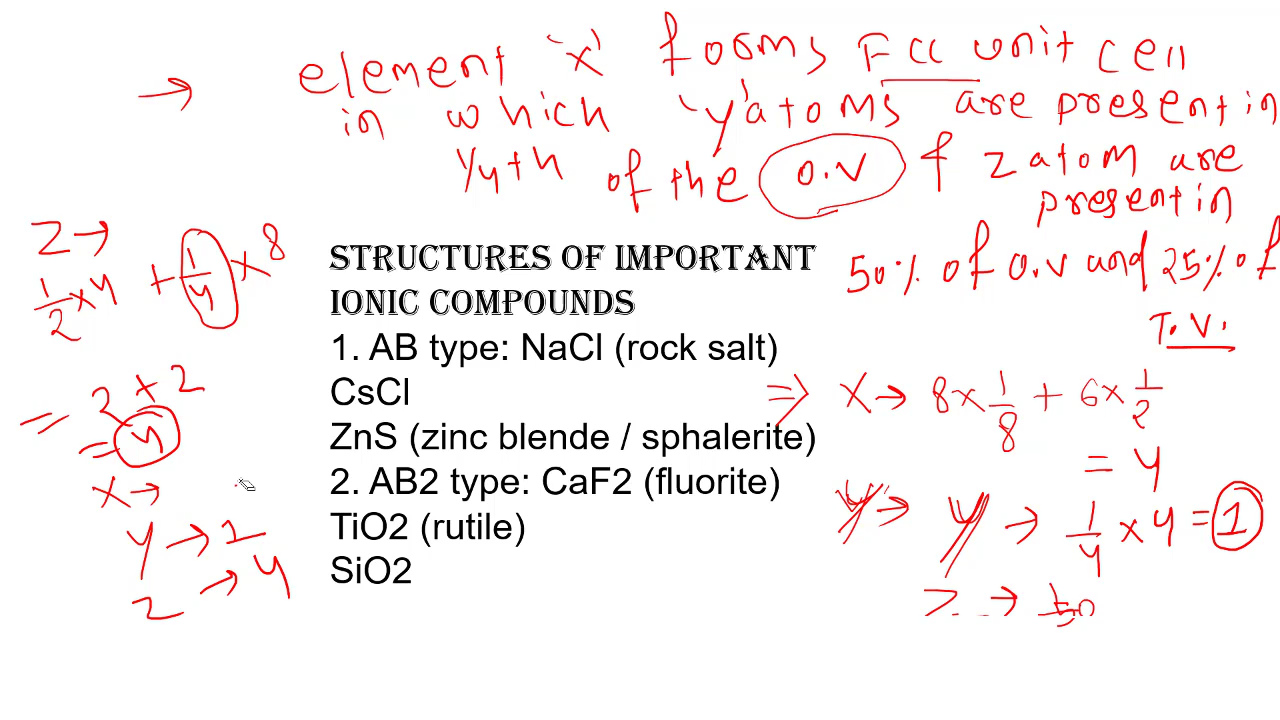 → element 'x' forms FCC unit cell
in which 'y' atoms are present in
1/4th of the O.V & Z atom are
present in
50% of O.V and 25% of
T.V.
Z →
1/2 x 4 + 1/4 x 8
= 2 + 2
= 4
x →
y → 1
z → 4
STRUCTURES OF IMPORTANT
IONIC COMPOUNDS
1. AB type: NaCl (rock salt)
CsCl
ZnS (zinc blende / sphalerite)
2. AB2 type: CaF2 (fluorite)
TiO2 (rutile)
SiO2
⇒ x → 8 x 1/8 + 6 x 1/2
= 4
y → y → 1/4 x 4 = 1
Z →